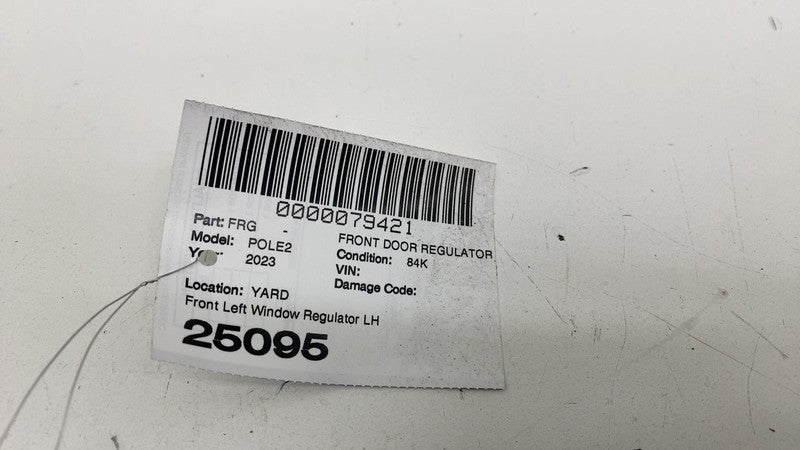 0000079421
Part: FRG - FRONT DOOR REGULATOR
Model: POLE2 Condition: 84K
2023 VIN:
Damage Code:
Location: YARD
Front Left Window Regulator LH
25095